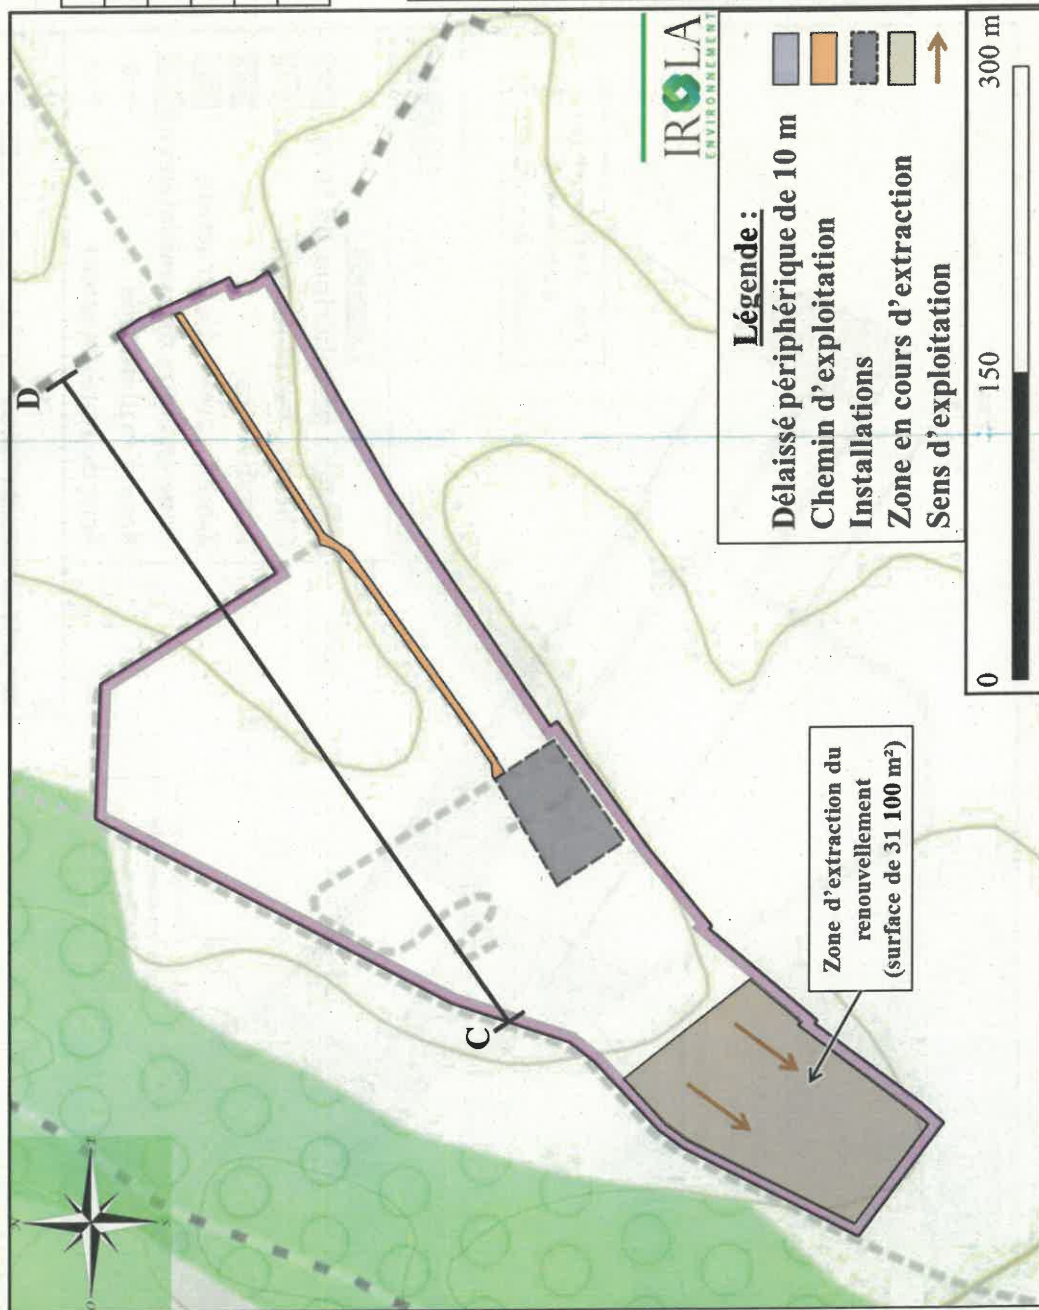 D
C
IROLA
ENVIRONNEMENT
Légende :
Délaissé périphérique de 10 m
Chemin d'exploitation
Installations
Zone en cours d'extraction
Sens d'exploitation
Zone d'extraction du
renouvellement
(surface de 31 100 m²)
0 150 300 m